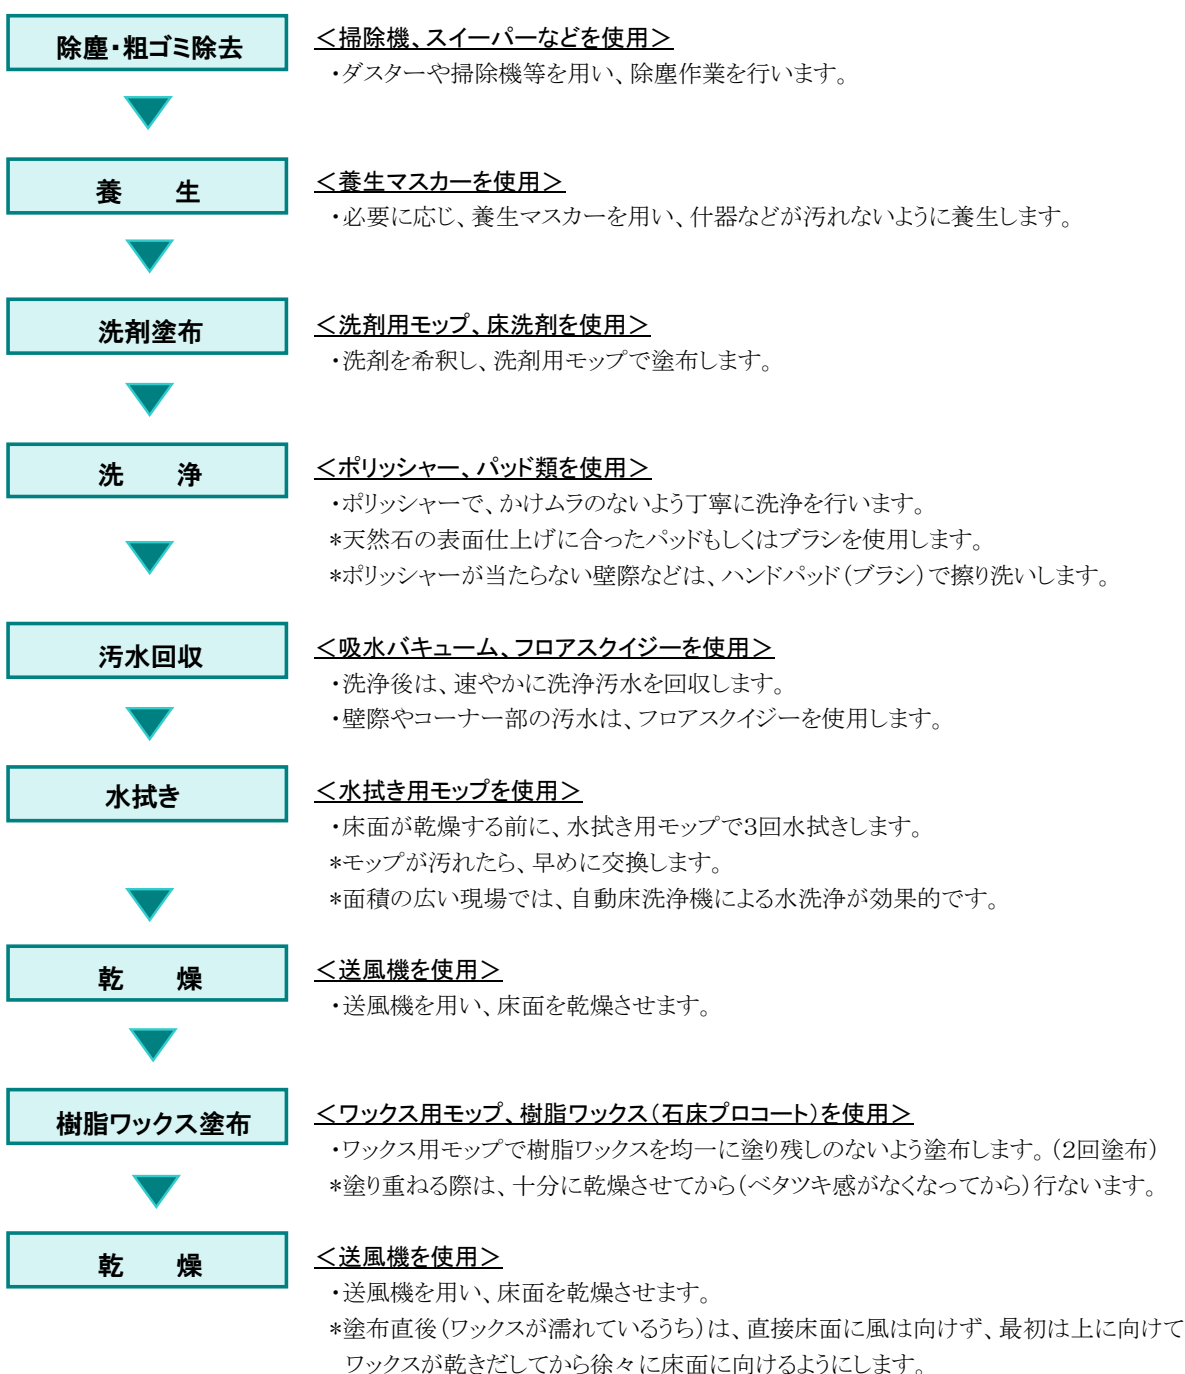 除塵・粗ゴミ除去
＜掃除機、スイーパーなどを使用＞
・ダスターや掃除機等を用い、除塵作業を行います。
養　　生
＜養生マスカーを使用＞
・必要に応じ、養生マスカーを用い、什器などが汚れないように養生します。
洗剤塗布
＜洗剤用モップ、床洗剤を使用＞
・洗剤を希釈し、洗剤用モップで塗布します。
洗　　浄
＜ポリッシャー、パッド類を使用＞
・ポリッシャーで、かけムラのないよう丁寧に洗浄を行います。
*天然石の表面仕上げに合ったパッドもしくはブラシを使用します。
*ポリッシャーが当たらない壁際などは、ハンドパッド（ブラシ）で擦り洗いします。
汚水回収
＜吸水バキューム、フロアスクイジーを使用＞
・洗浄後は、速やかに洗浄汚水を回収します。
・壁際やコーナー部の汚水は、フロアスクイジーを使用します。
水拭き
＜水拭き用モップを使用＞
・床面が乾燥する前に、水拭き用モップで３回水拭きします。
*モップが汚れたら、早めに交換します。
*面積の広い現場では、自動床洗浄機による水洗浄が効果的です。
乾　　燥
＜送風機を使用＞
・送風機を用い、床面を乾燥させます。
樹脂ワックス塗布
＜ワックス用モップ、樹脂ワックス（石床プロコート）を使用＞
・ワックス用モップで樹脂ワックスを均一に塗り残しのないよう塗布します。（２回塗布）
*塗り重ねる際は、十分に乾燥させてから（ベタツキ感がなくなってから）行ないます。
乾　　燥
＜送風機を使用＞
・送風機を用い、床面を乾燥させます。
*塗布直後（ワックスが濡れているうち）は、直接床面に風は向けず、最初は上に向けて
ワックスが乾きだしてから徐々に床面に向けるようにします。